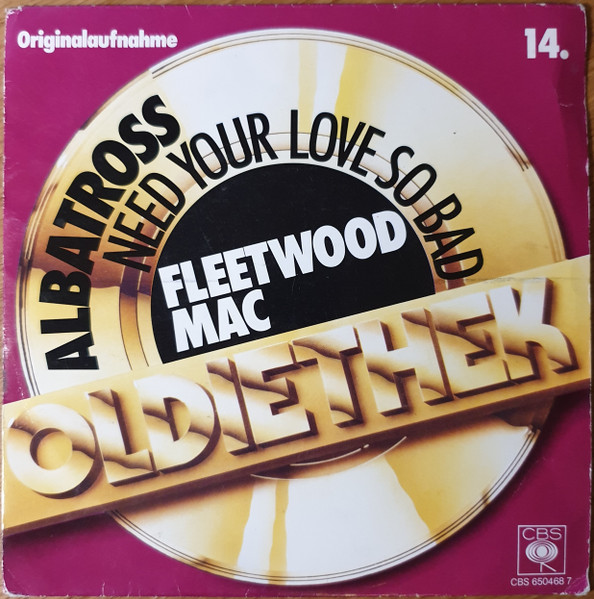 Originalaufnahme
14.
ALBATROSS
NEED YOUR LOVE SO BAD
FLEETWOOD
MAC
OLDIETHEK
CBS
CBS 650468 7